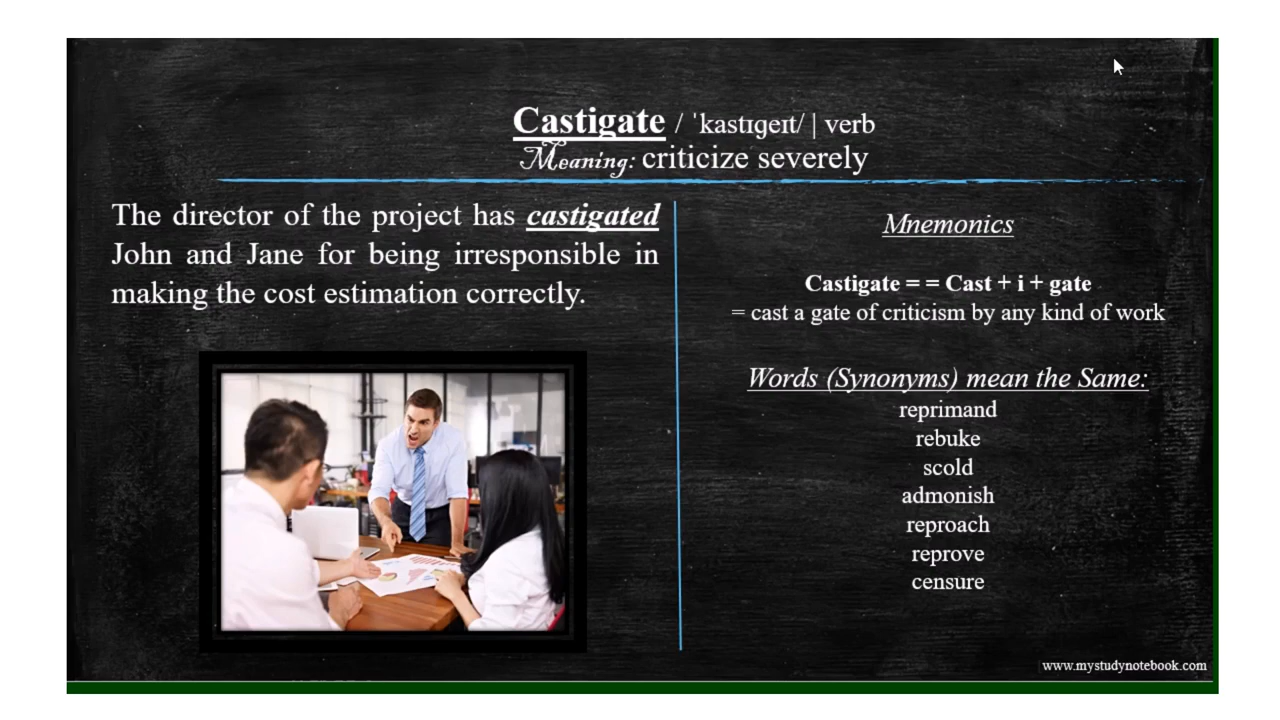 Castigate / ˈkastɪɡeɪt/ | verb
Meaning: criticize severely
The director of the project has castigated
John and Jane for being irresponsible in
making the cost estimation correctly.
Mnemonics
Castigate = = Cast + i + gate
= cast a gate of criticism by any kind of work
Words (Synonyms) mean the Same:
reprimand
rebuke
scold
admonish
reproach
reprove
censure
www.mystudynotebook.com